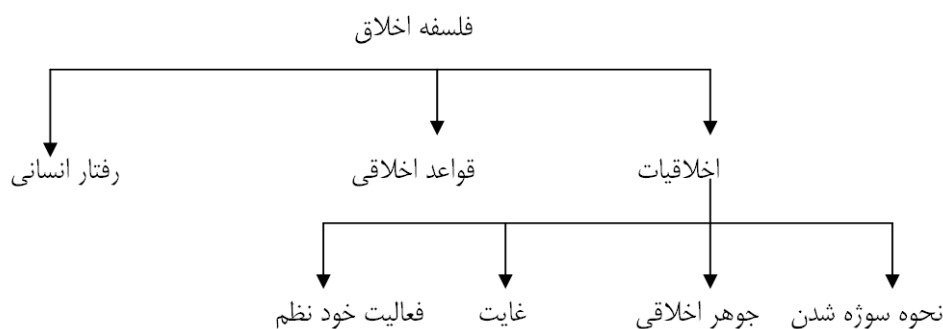 فلسفه اخلاق
اخلاقیات قواعد اخلاقی رفتار انسانی
نحوه سوژه شدن جوهر اخلاقی غایت فعالیت خود نظم